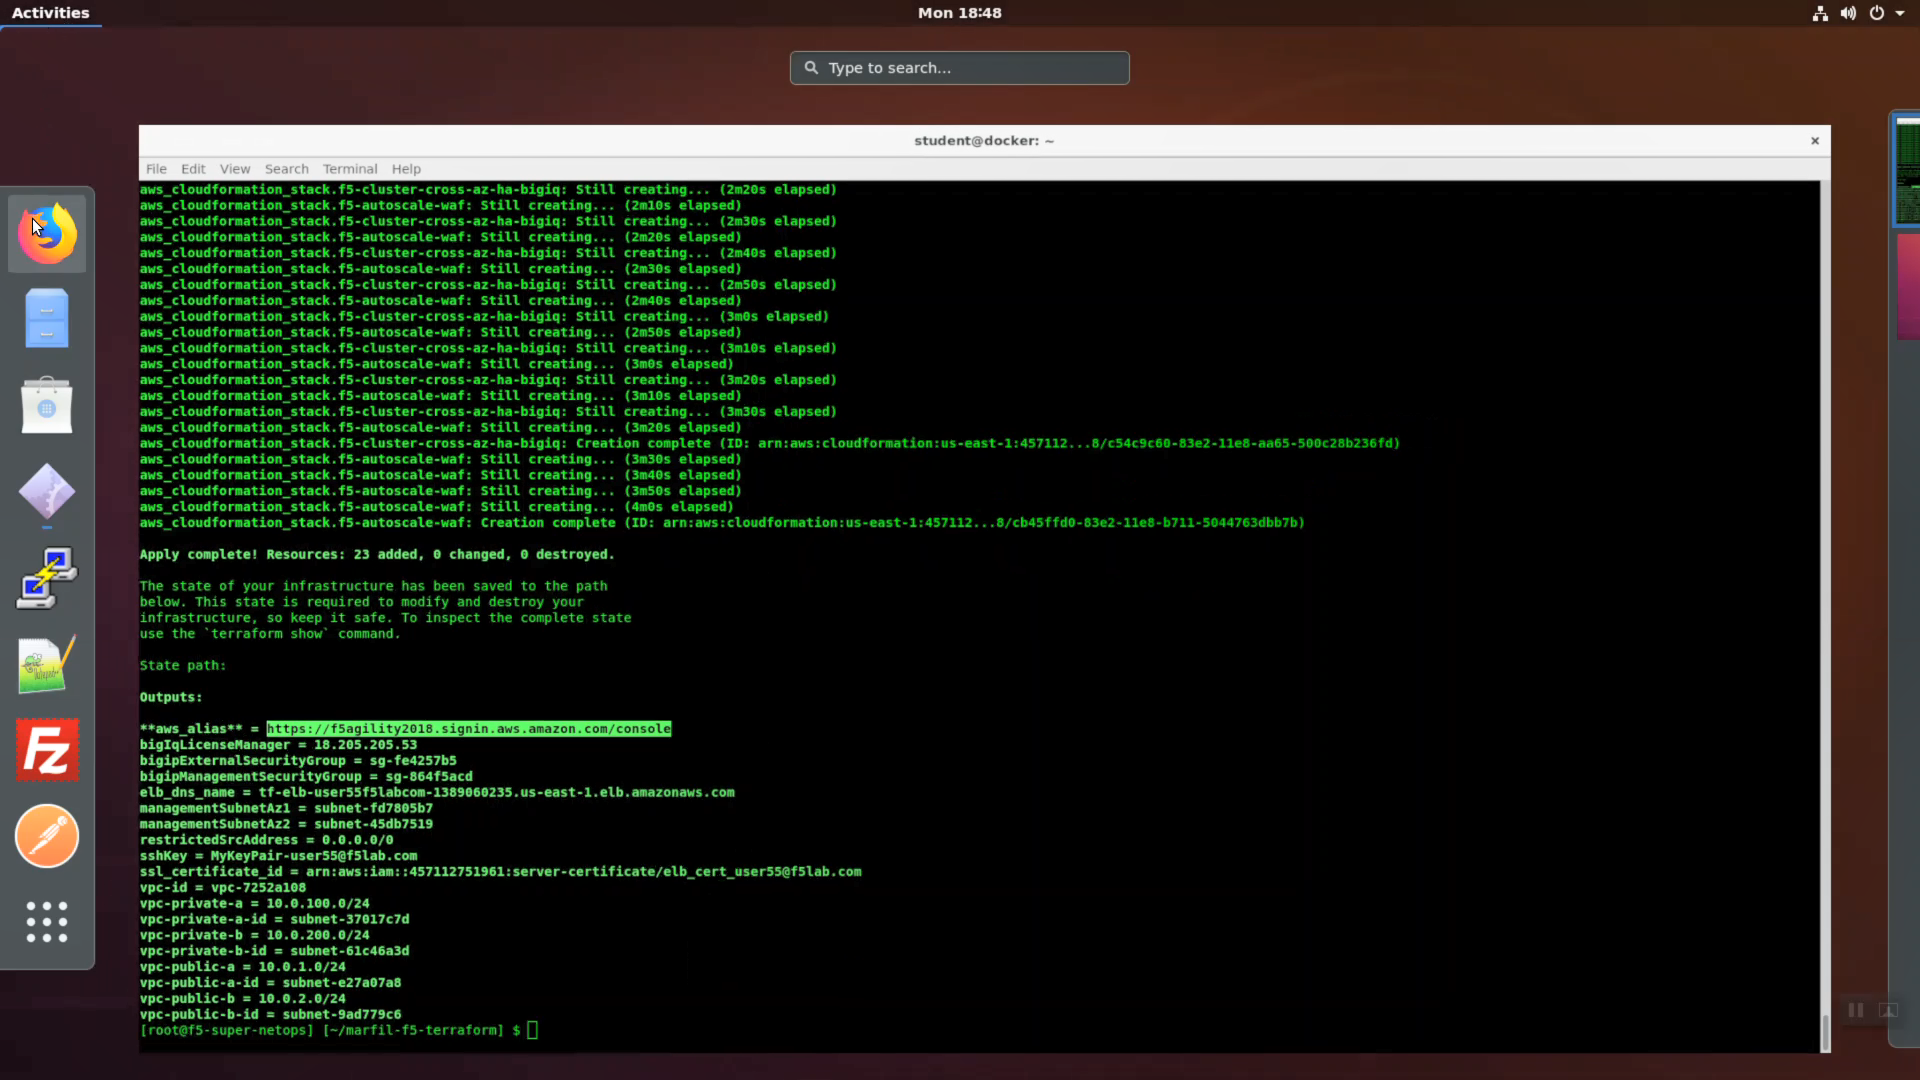 Activities
Mon 18:48
Type to search...
student@docker: ~
File Edit View Search Terminal Help
aws_cloudformation_stack.f5-cluster-cross-az-ha-bigiq: Still creating... (2m20s elapsed)
aws_cloudformation_stack.f5-autoscale-waf: Still creating... (2m10s elapsed)
aws_cloudformation_stack.f5-cluster-cross-az-ha-bigiq: Still creating... (2m30s elapsed)
aws_cloudformation_stack.f5-autoscale-waf: Still creating... (2m20s elapsed)
aws_cloudformation_stack.f5-cluster-cross-az-ha-bigiq: Still creating... (2m40s elapsed)
aws_cloudformation_stack.f5-autoscale-waf: Still creating... (2m30s elapsed)
aws_cloudformation_stack.f5-cluster-cross-az-ha-bigiq: Still creating... (2m50s elapsed)
aws_cloudformation_stack.f5-autoscale-waf: Still creating... (2m40s elapsed)
aws_cloudformation_stack.f5-cluster-cross-az-ha-bigiq: Still creating... (3m0s elapsed)
aws_cloudformation_stack.f5-autoscale-waf: Still creating... (2m50s elapsed)
aws_cloudformation_stack.f5-cluster-cross-az-ha-bigiq: Still creating... (3m10s elapsed)
aws_cloudformation_stack.f5-autoscale-waf: Still creating... (3m0s elapsed)
aws_cloudformation_stack.f5-cluster-cross-az-ha-bigiq: Still creating... (3m20s elapsed)
aws_cloudformation_stack.f5-autoscale-waf: Still creating... (3m10s elapsed)
aws_cloudformation_stack.f5-cluster-cross-az-ha-bigiq: Still creating... (3m30s elapsed)
aws_cloudformation_stack.f5-autoscale-waf: Still creating... (3m20s elapsed)
aws_cloudformation_stack.f5-cluster-cross-az-ha-bigiq: Creation complete (ID: arn:aws:cloudformation:us-east-1:457112...8/c54c9c60-83e2-11e8-aa65-500c28b236fd)
aws_cloudformation_stack.f5-autoscale-waf: Still creating... (3m30s elapsed)
aws_cloudformation_stack.f5-autoscale-waf: Still creating... (3m40s elapsed)
aws_cloudformation_stack.f5-autoscale-waf: Still creating... (3m50s elapsed)
aws_cloudformation_stack.f5-autoscale-waf: Still creating... (4m0s elapsed)
aws_cloudformation_stack.f5-autoscale-waf: Creation complete (ID: arn:aws:cloudformation:us-east-1:457112...8/cb45ffd0-83e2-11e8-b711-5044763dbb7b)
Apply complete! Resources: 23 added, 0 changed, 0 destroyed.
The state of your infrastructure has been saved to the path
below. This state is required to modify and destroy your
infrastructure, so keep it safe. To inspect the complete state
use the `terraform show` command.
State path:
Outputs:
**aws_alias** = https://f5agility2018.signin.aws.amazon.com/console
bigIqLicenseManager = 18.205.205.53
bigipExternalSecurityGroup = sg-fe4257b5
bigipManagementSecurityGroup = sg-864f5acd
elb_dns_name = tf-elb-user55f5labcom-1389060235.us-east-1.elb.amazonaws.com
managementSubnetAz1 = subnet-fd7805b7
managementSubnetAz2 = subnet-45db7519
restrictedSrcAddress = 0.0.0.0/0
sshKey = MyKeyPair-user55@f5lab.com
ssl_certificate_id = arn:aws:iam::457112751961:server-certificate/elb_cert_user55@f5lab.com
vpc-id = vpc-7252a108
vpc-private-a = 10.0.100.0/24
vpc-private-a-id = subnet-37017c7d
vpc-private-b = 10.0.200.0/24
vpc-private-b-id = subnet-61c46a3d
vpc-public-a = 10.0.1.0/24
vpc-public-a-id = subnet-e27a07a8
vpc-public-b = 10.0.2.0/24
vpc-public-b-id = subnet-9ad779c6
[root@f5-super-netops] [~/marfil-f5-terraform] $
FZ